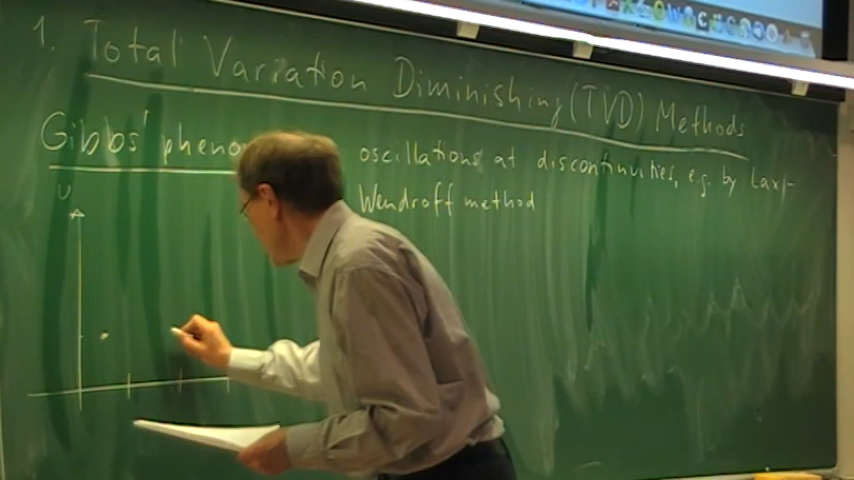 1. Total Variation Diminishing (TVD) Methods
Gibbs' pheno oscillations at discontinuities, e.g. by Lax-
Wendroff method
U